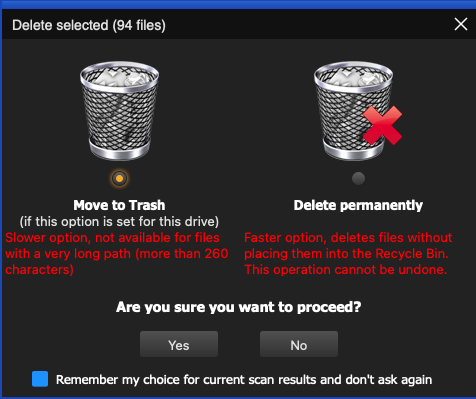 Delete selected (94 files)
Move to Trash
(if this option is set for this drive)
Slower option, not available for files
with a very long path (more than 260
characters)
Delete permanently
Faster option, deletes files without
placing them into the Recycle Bin.
This operation cannot be undone.
Are you sure you want to proceed?
Yes
No
Remember my choice for current scan results and don't ask again